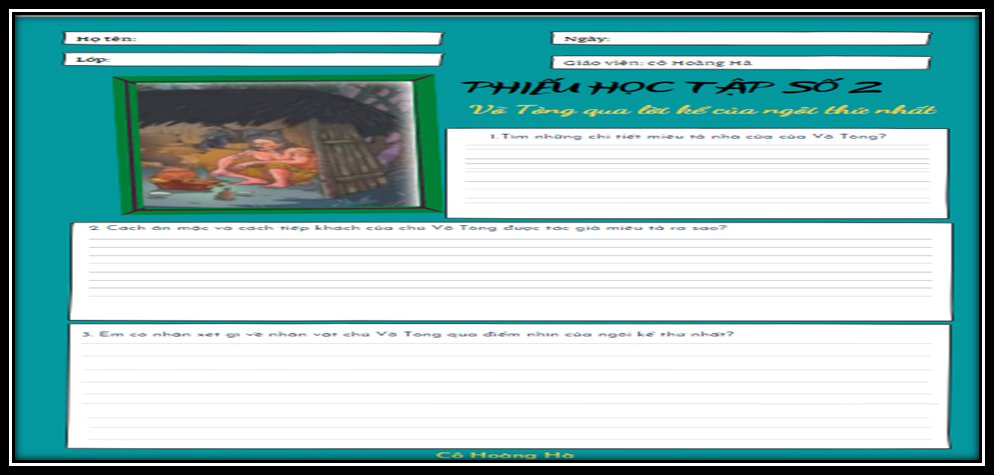 Họ tên:
Ngày:
Lớp:
Giáo viên: cô Hoàng Hà
PHIẾU HỌC TẬP SỐ 2
Võ Tòng qua lời kể của ngôi thứ nhất
1.Tìm những chi tiết miêu tả nhà cửa của Võ Tòng?
2. Cách ăn mặc và cách tiếp khách của chú Võ Tòng được tác giả miêu tả ra sao?
3. Em có nhận xét gì về nhân vật chú Võ Tòng qua điểm nhìn của ngôi kể thứ nhất?
Cô Hoàng Hà